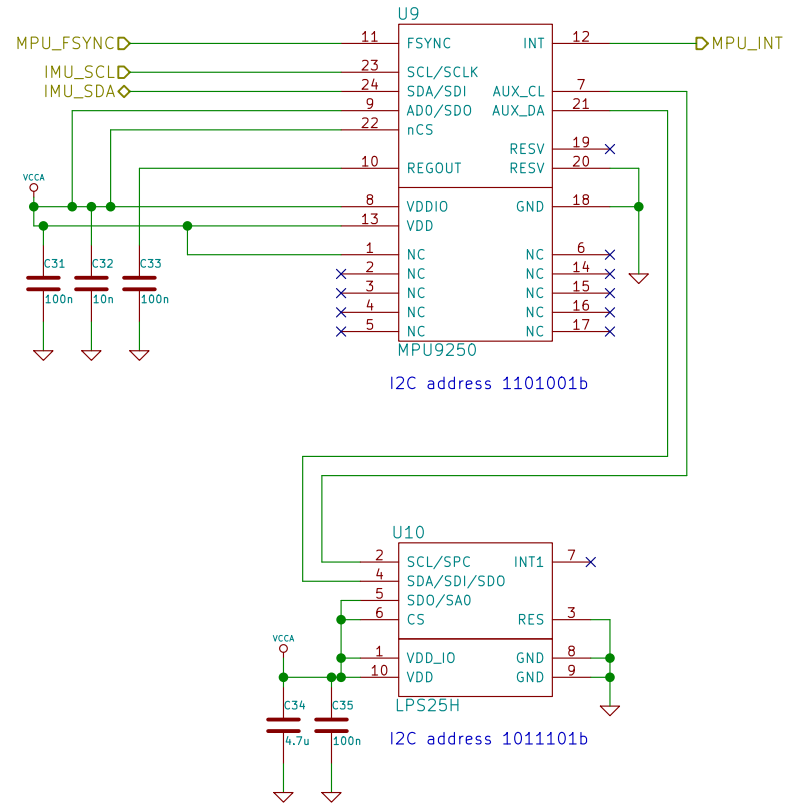 U9
MPU_FSYNC 11 FSYNC INT 12 MPU_INT
IMU_SCL 23 SCL/SCLK
IMU_SDA 24 SDA/SDI AUX_CL 7
9 AD0/SDO AUX_DA 21
22 nCS
RESV 19
10 REGOUT RESV 20
VCCA
8 VDDIO GND 18
13 VDD
1 NC NC 6
C31 C32 C33
2 NC NC 14
3 NC NC 15
100n 10n 100n
4 NC NC 16
5 NC NC 17
MPU9250
I2C address 1101001b
U10
2 SCL/SPC INT1 7
4 SDA/SDI/SDO
5 SDO/SA0
6 CS RES 3
VCCA
1 VDD_IO GND 8
10 VDD GND 9
C34 C35
LPS25H
4.7u 100n
I2C address 1011101b